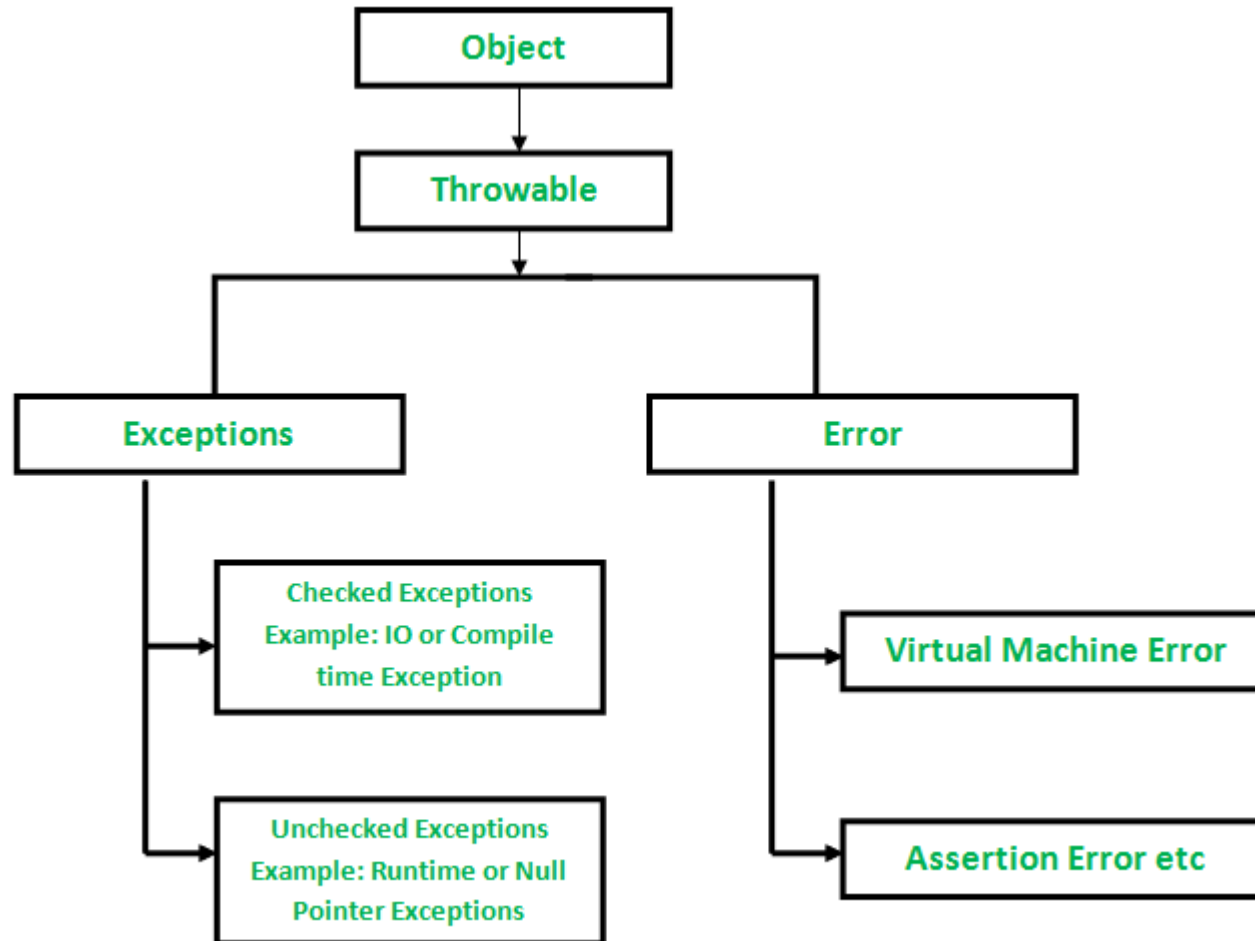 Object
Throwable
Exceptions
Error
Checked Exceptions
Example: IO or Compile
time Exception
Virtual Machine Error
Unchecked Exceptions
Example: Runtime or Null
Pointer Exceptions
Assertion Error etc